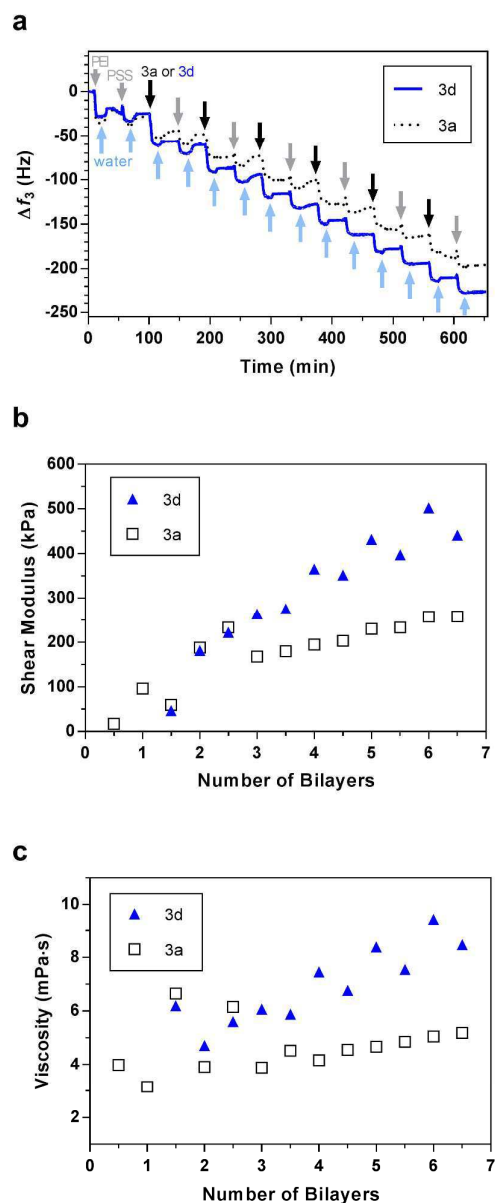 a
PEI
PSS
3a or 3d
3d
3a
water
0
-50
-100
-150
-200
-250
Δf3 (Hz)
0 100 200 300 400 500 600
Time (min)
b
600
500
400
300
200
100
0
Shear Modulus (kPa)
3d
3a
0 1 2 3 4 5 6 7
Number of Bilayers
c
10
8
6
4
2
Viscosity (mPa·s)
3d
3a
0 1 2 3 4 5 6 7
Number of Bilayers